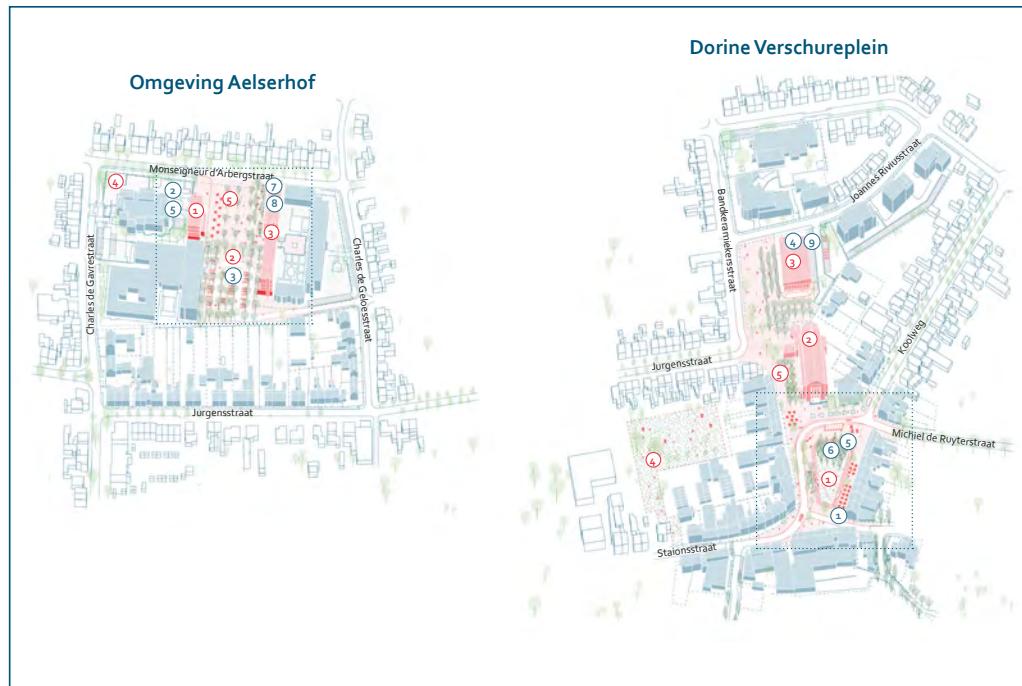 Dorine Verschureplein
Omgeving Aelserhof
Monseigneur d'Arbergstraat
4
2
5
1
5
7
8
3
2
3
Charles de Gavrestraat
Charles de Geloesstraat
Jurgensstraat
Joannes Riviusstraat
Bandkeramiekersstraat
4
9
3
2
Koolweg
Jurgensstraat
5
Michiel de Ruyterstraat
4
6
5
1
1
Staionsstraat